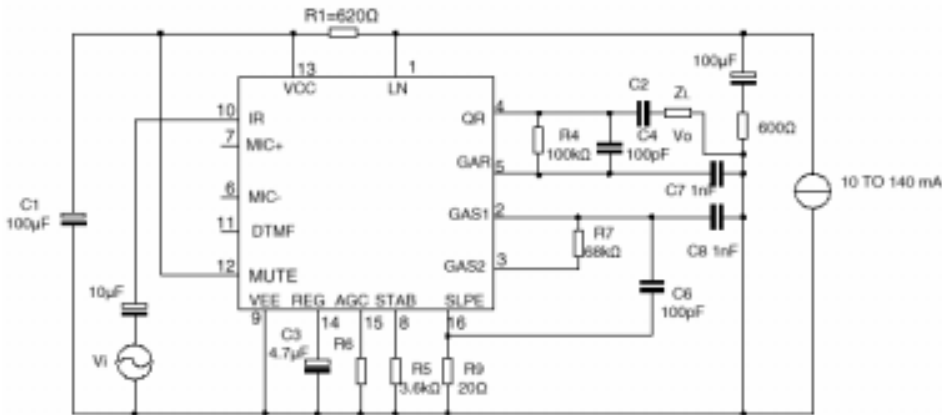 R1=620Ω
100µF
13
1
VCC
LN
C2
ZL
10
IR
4
QR
7
MIC+
R4
100kΩ
C4
100pF
Vo
600Ω
GAR
5
C7 1nF
10 TO 140 mA
6
MIC-
C1
100µF
GAS1
2
11
DTMF
R7
68kΩ
C8 1nF
12
MUTE
GAS2
3
10µF
VEE
REG
AGC
STAB
SLPE
C6
100pF
9
14
15
8
16
C3
4.7µF
R6
R5
3.6kΩ
R9
20Ω
Vi